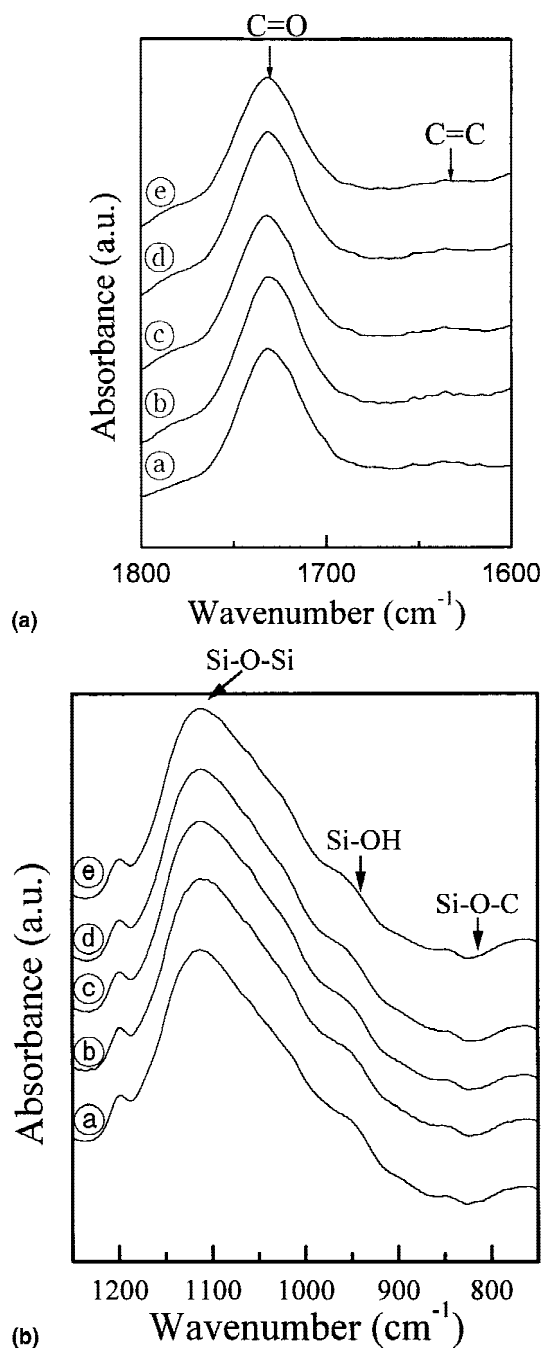 C=O
C=C
e
d
c
b
a
Absorbance (a.u.)
1800 1700 1600
Wavenumber (cm⁻¹)
(a)
Si-O-Si
Si-OH
Si-O-C
e
d
c
b
a
Absorbance (a.u.)
1200 1100 1000 900 800
Wavenumber (cm⁻¹)
(b)